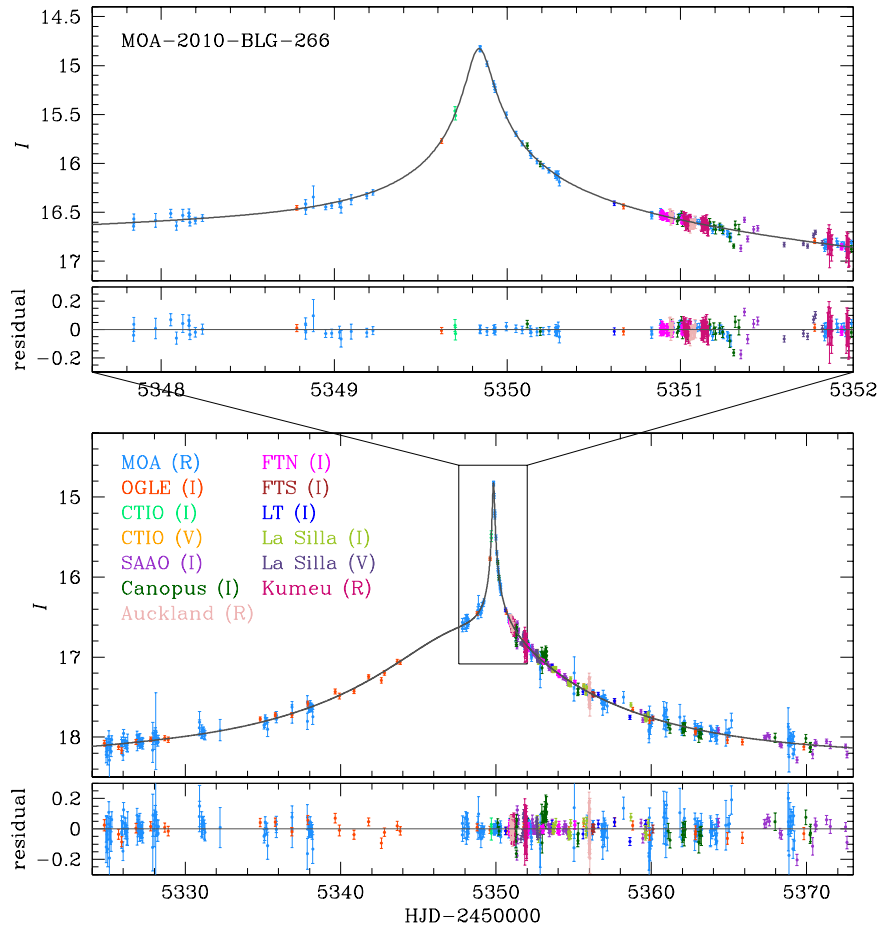 14.5
MOA-2010-BLG-266
15
15.5
I
16
16.5
17
0.2
residual
0
-0.2
5348 5349 5350 5351 5352
MOA (R) FTN (I)
OGLE (I) FTS (I)
15
CTIO (I) LT (I)
CTIO (V) La Silla (I)
SAAO (I) La Silla (V)
16
Canopus (I) Kumeu (R)
I
Auckland (R)
17
18
0.2
residual
0
-0.2
5330 5340 5350 5360 5370
HJD-2450000